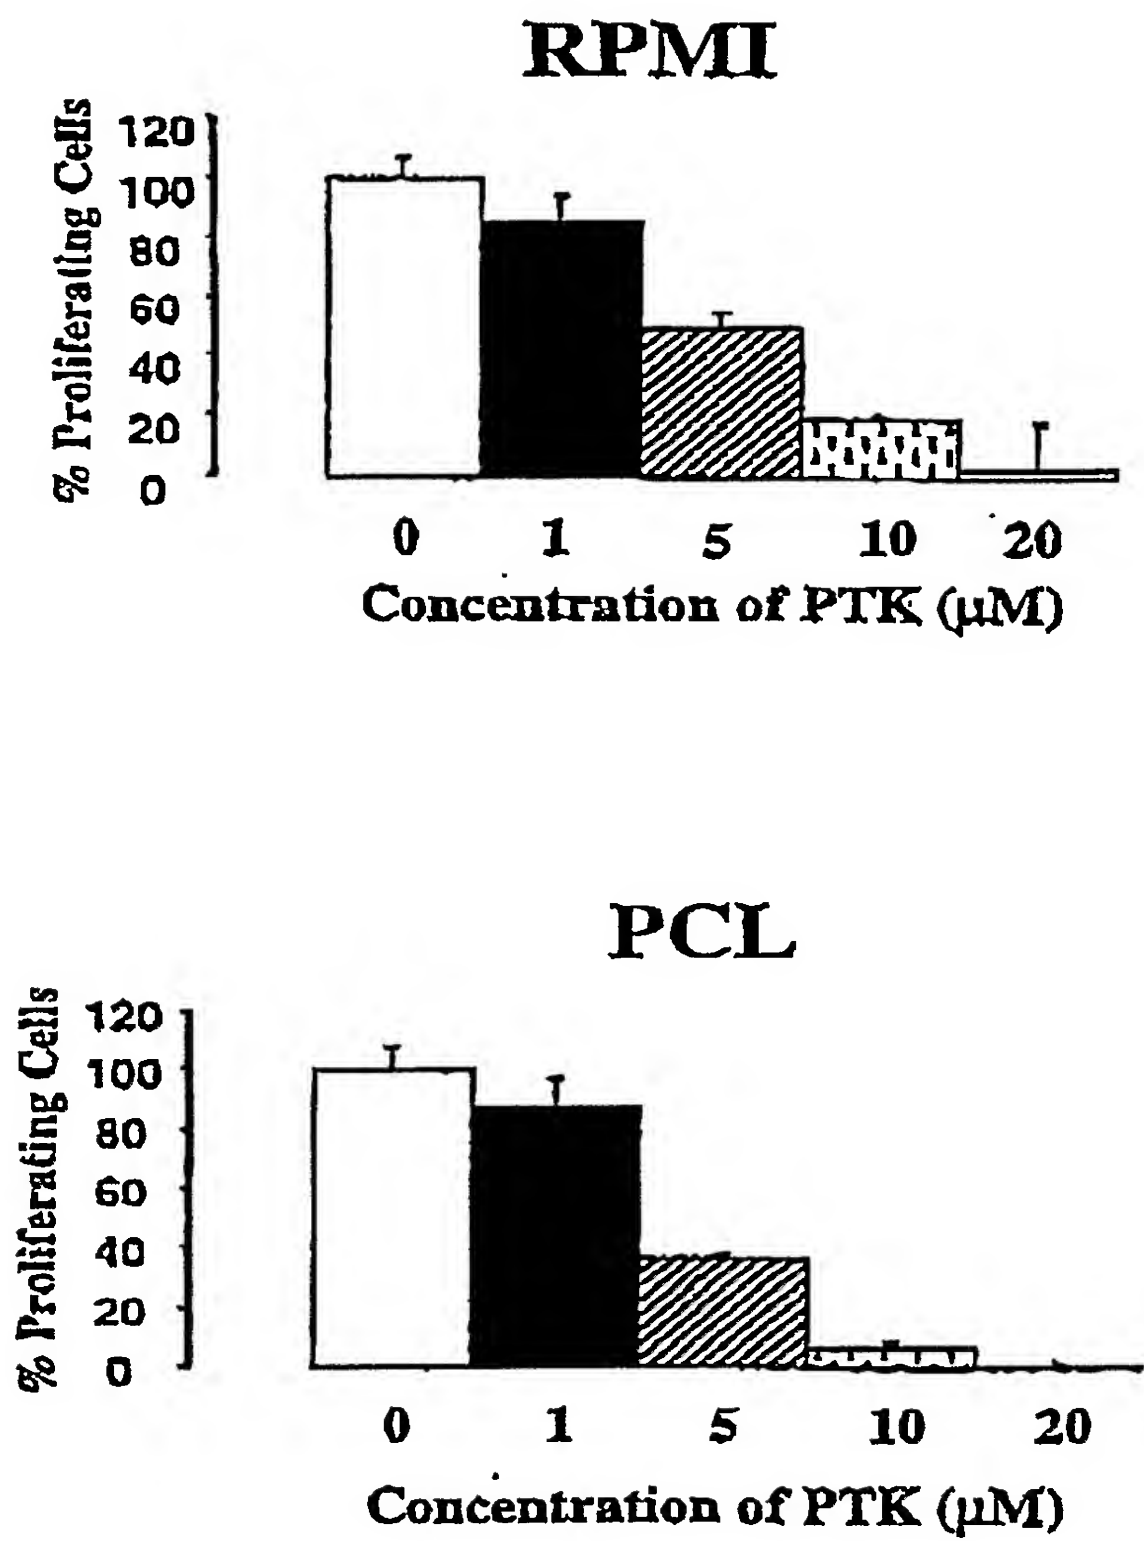 RPMI
% Proliferating Cells
120
100
80
60
40
20
0
0 1 5 10 20
Concentration of PTK (μM)
PCL
% Proliferating Cells
120
100
80
60
40
20
0
0 1 5 10 20
Concentration of PTK (μM)